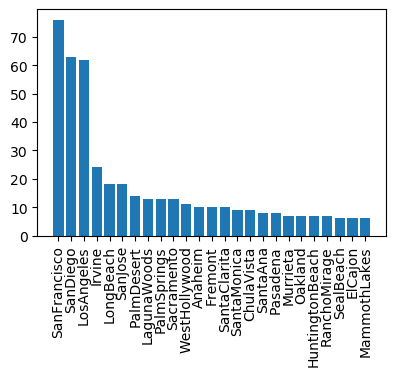 70
60
50
40
30
20
10
0
SanFrancisco
SanDiego
LosAngeles
Irvine
LongBeach
SanJose
PalmDesert
LagunaWoods
PalmSprings
Sacramento
WestHollywood
Anaheim
Fremont
SantaClarita
SantaMonica
ChulaVista
SantaAna
Pasadena
Murrieta
Oakland
HuntingtonBeach
RanchoMirage
SealBeach
ElCajon
MammothLakes